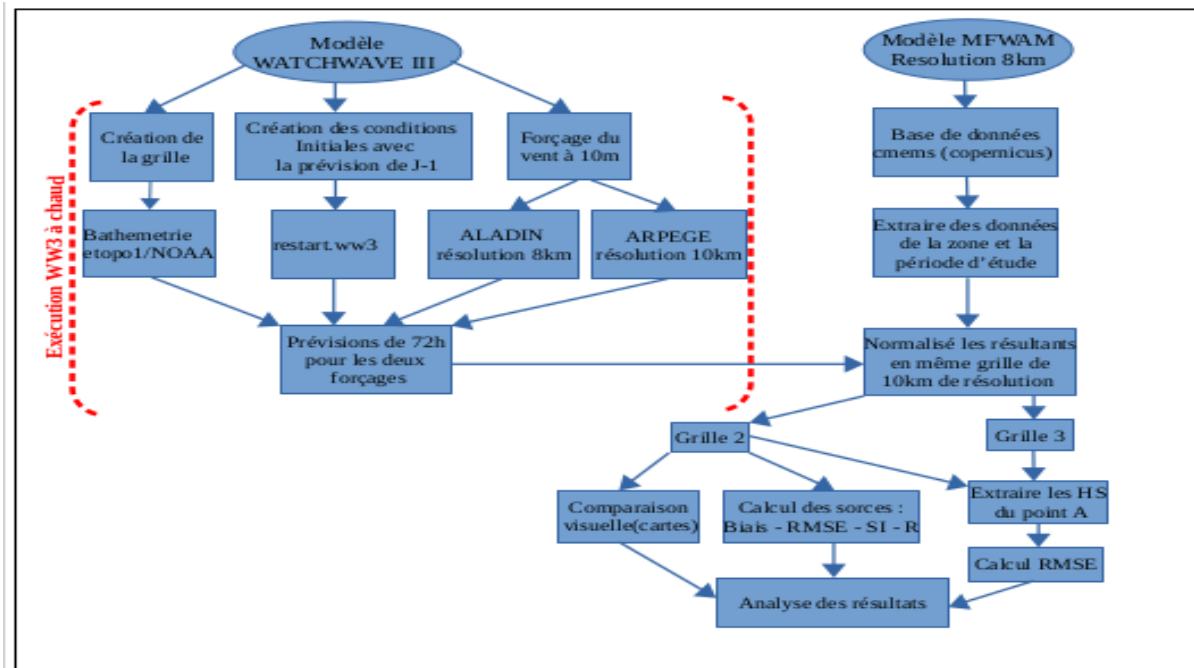 Modèle
WATCHWAVE III
Modèle MFWAM
Resolution 8km
Exécution WW3 à chaud
Création de
la grille
Création des conditions
Initiales avec
la prévision de J-1
Forçage du
vent à 10m
Base de données
cmems (copernicus)
Bathemetrie
etopo1/NOAA
restart.ww3
ALADIN
résolution 8km
ARPEGE
résolution 10km
Extraire des données
de la zone et la
période d'étude
Prévisions de 72h
pour les deux
forçages
Normalisé les résultants
en même grille de
10km de résolution
Grille 2
Grille 3
Comparaison
visuelle(cartes)
Calcul des sorces :
Biais - RMSE - SI - R
Extraire les HS
du point A
Calcul RMSE
Analyse des résultats